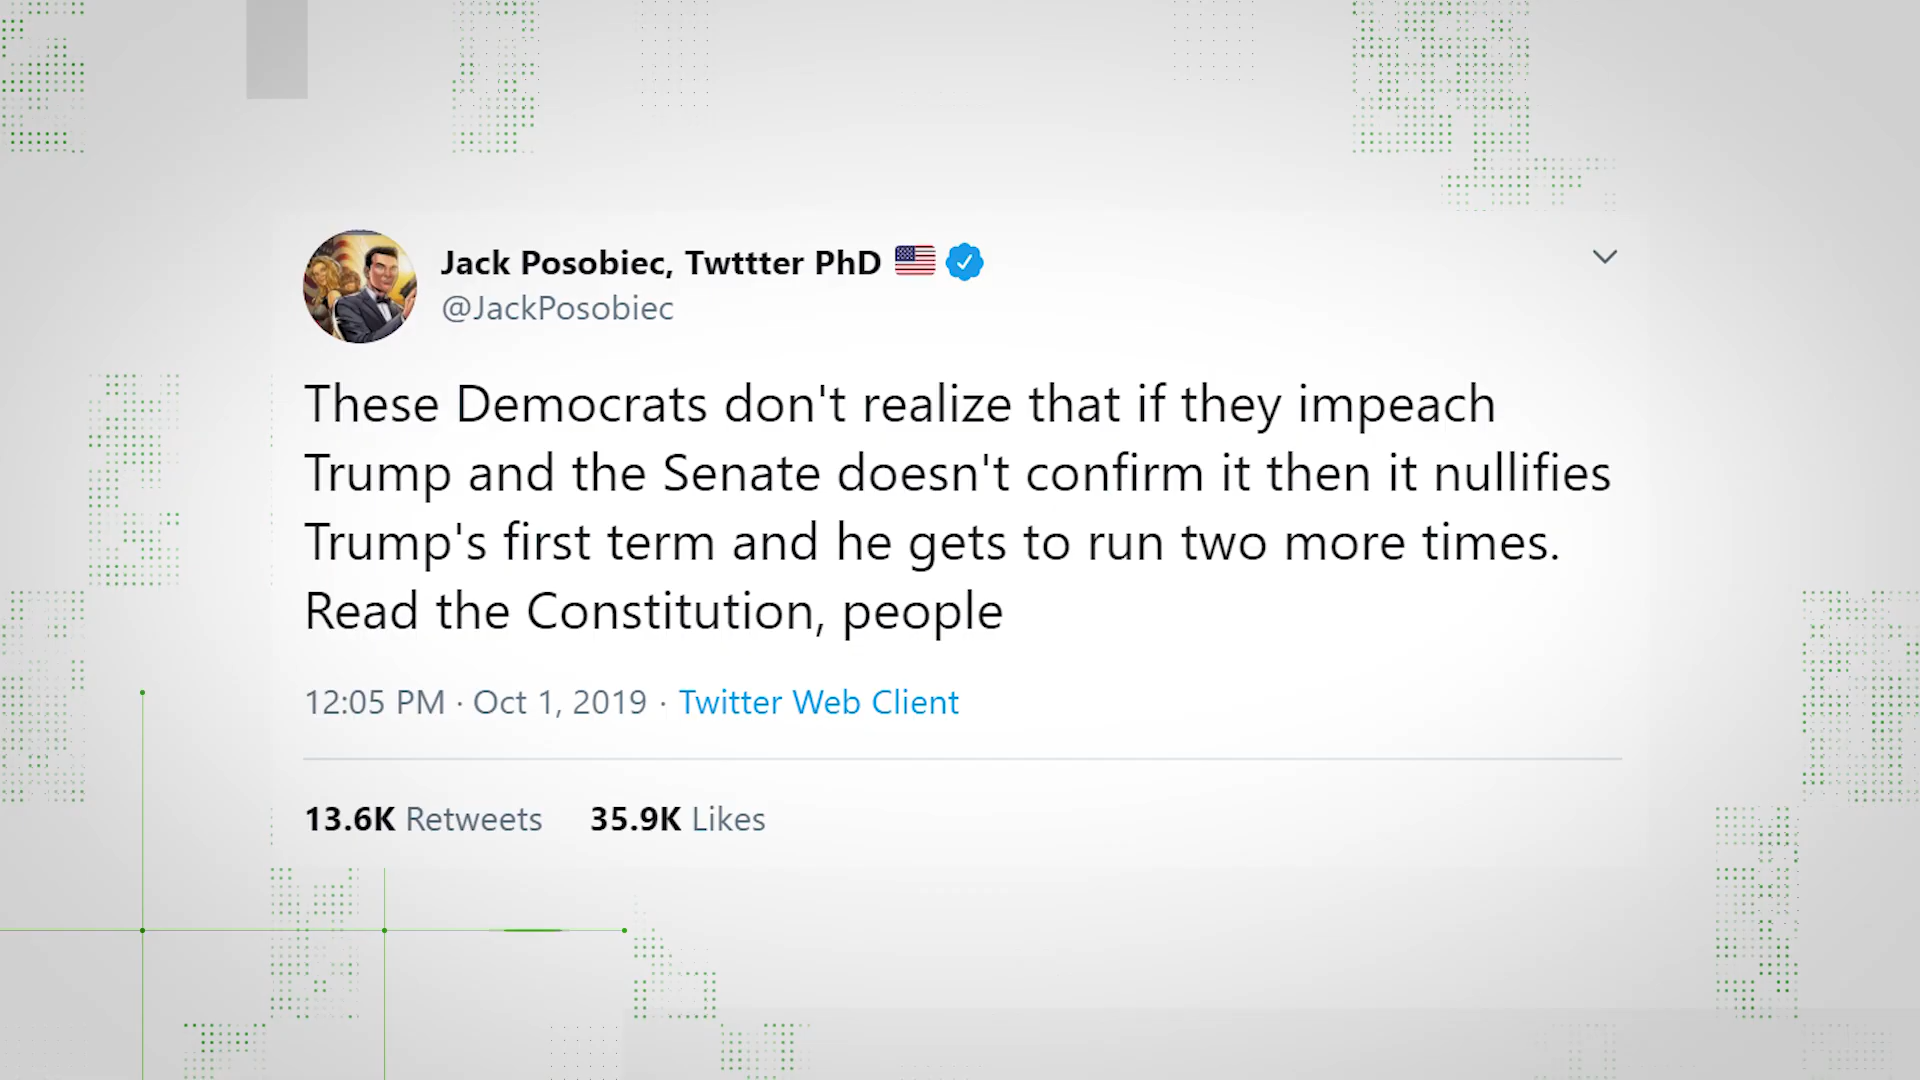 Jack Posobiec, Twttter PhD
@JackPosobiec
These Democrats don't realize that if they impeach
Trump and the Senate doesn't confirm it then it nullifies
Trump's first term and he gets to run two more times.
Read the Constitution, people
12:05 PM · Oct 1, 2019 · Twitter Web Client
13.6K Retweets 35.9K Likes